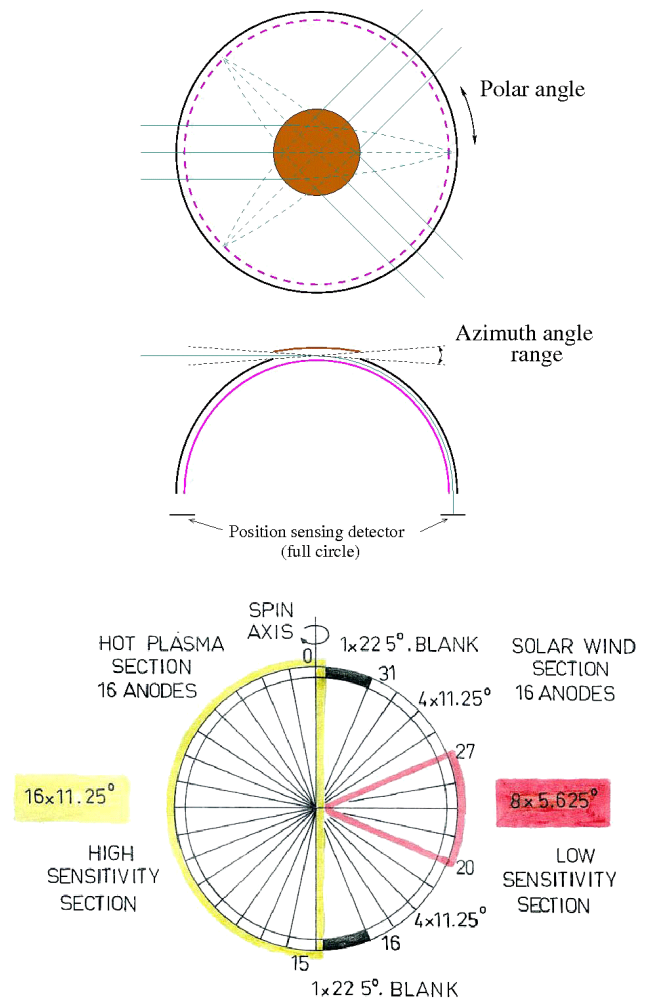 Polar angle
Azimuth angle
range
Position sensing detector
(full circle)
SPIN
AXIS
HOT PLASMA
SECTION
16 ANODES
0
1x22 5°. BLANK
31
SOLAR WIND
SECTION
16 ANODES
4x11.25°
27
16x11.25°
8x5.625°
HIGH
SENSITIVITY
SECTION
20
LOW
SENSITIVITY
SECTION
4x11.25°
16
15
1x22 5°. BLANK